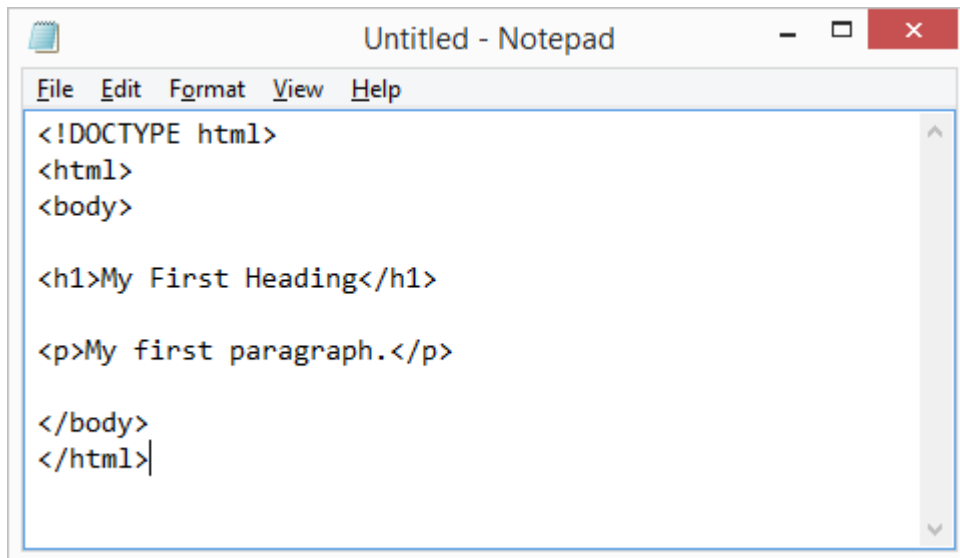 Untitled - Notepad
File Edit Format View Help
<!DOCTYPE html>
<html>
<body>
<h1>My First Heading</h1>
<p>My first paragraph.</p>
</body>
</html>